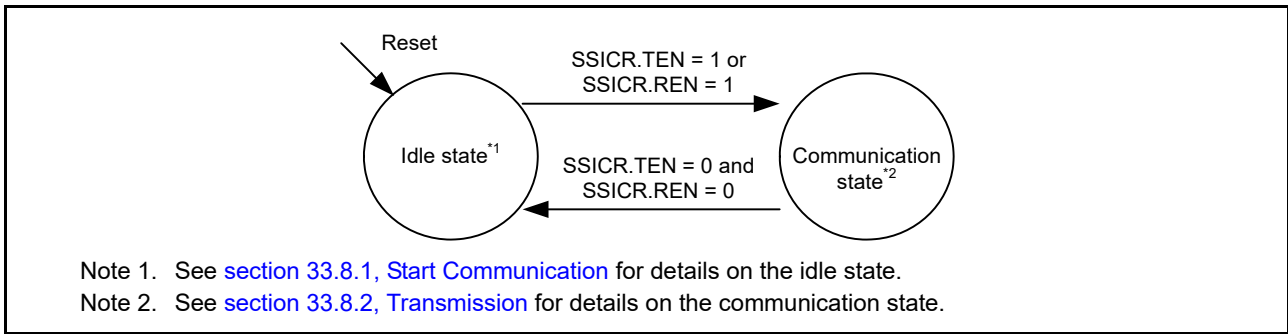 Reset
SSICR.TEN = 1 or
SSICR.REN = 1
Idle state*1
SSICR.TEN = 0 and
SSICR.REN = 0
Communication
state*2
Note 1. See section 33.8.1, Start Communication for details on the idle state.
Note 2. See section 33.8.2, Transmission for details on the communication state.